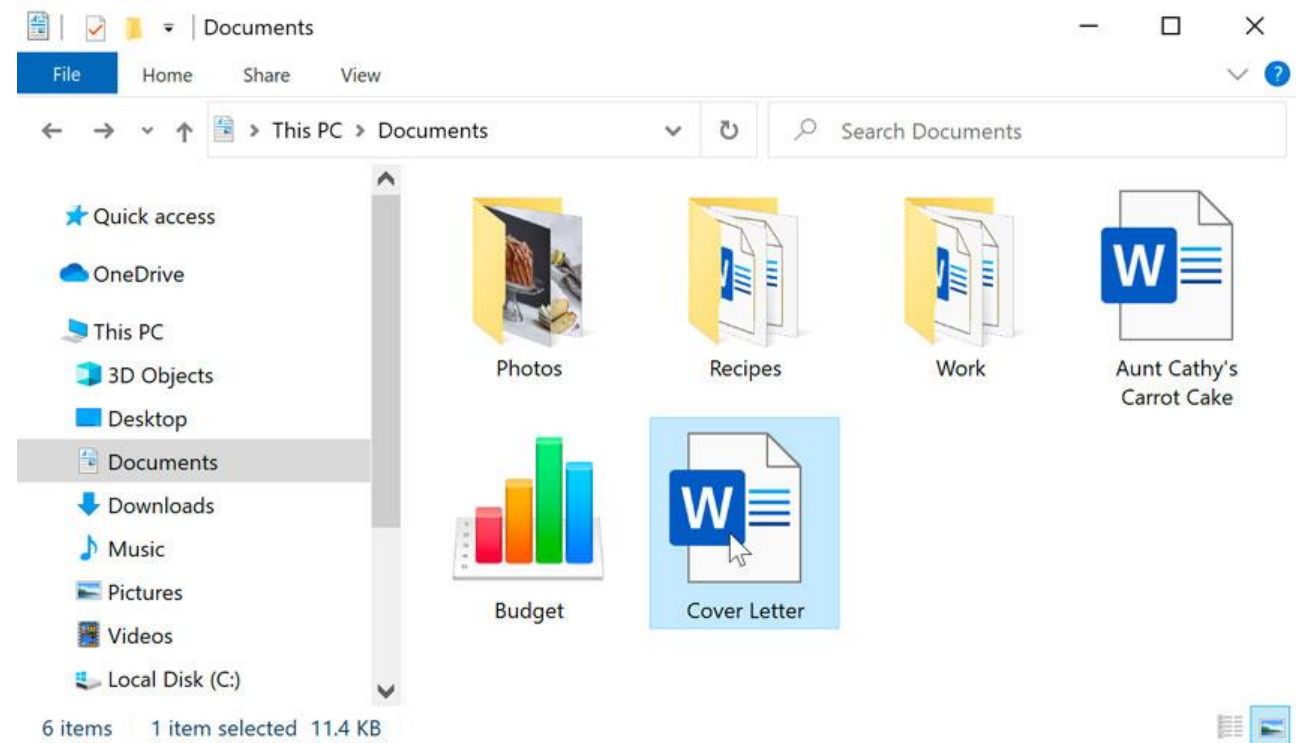 Documents
File Home Share View
?
This PC > Documents
Search Documents
Quick access
OneDrive
This PC
3D Objects
Desktop
Documents
Downloads
Music
Pictures
Videos
Local Disk (C:)
Photos
Recipes
Work
W
Aunt Cathy's
Carrot Cake
Budget
W
Cover Letter
6 items 1 item selected 11.4 KB